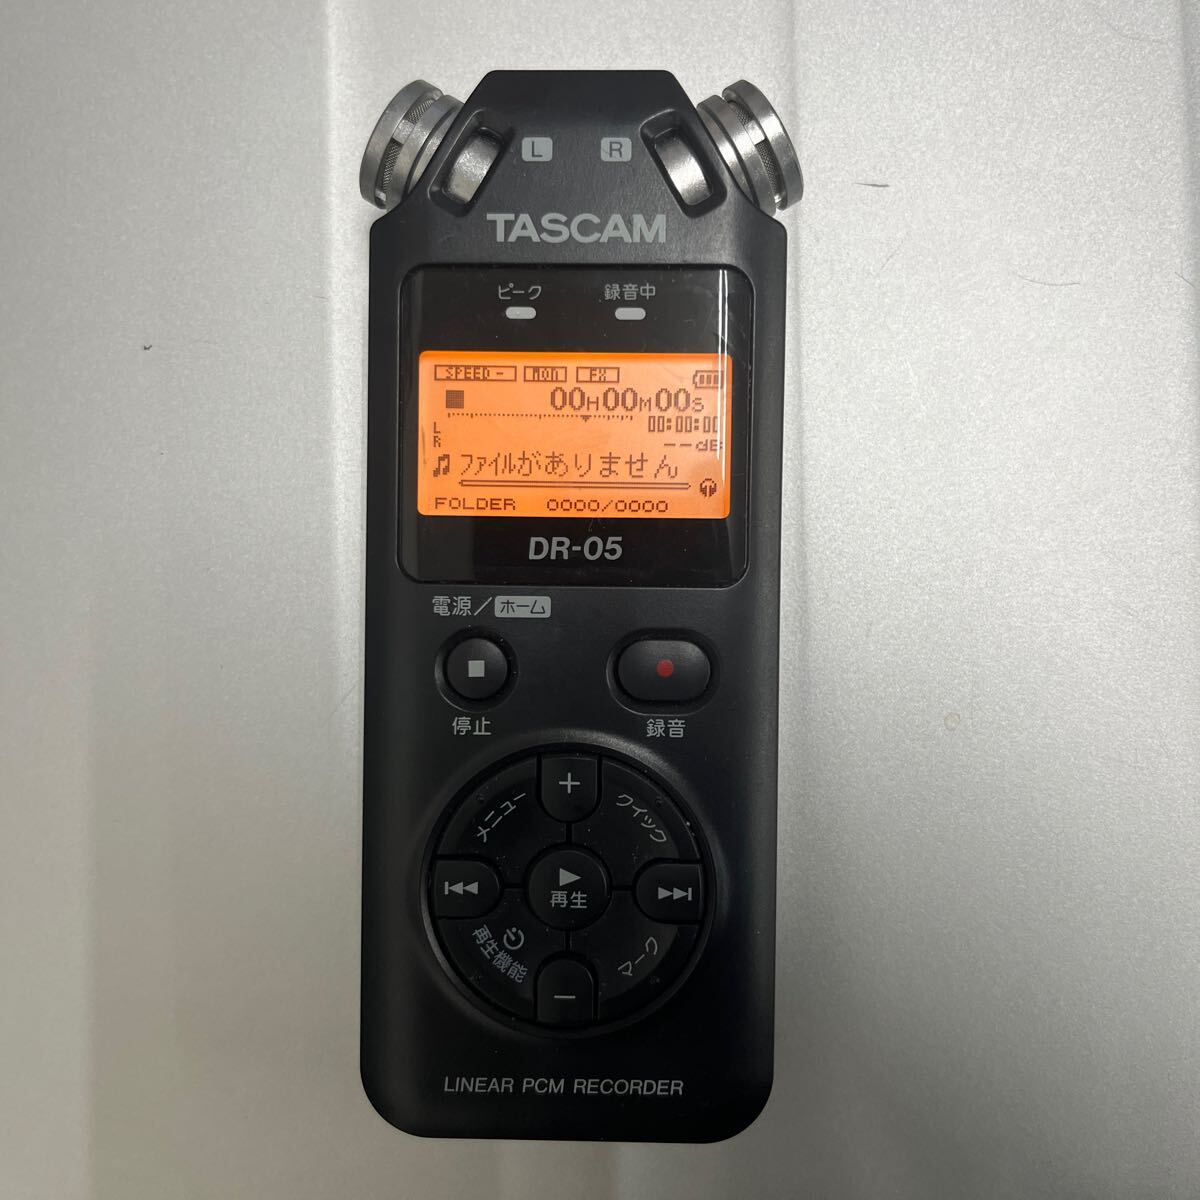 L R
TASCAM
ピーク 録音中
SPEED - MON FX
00H00M00S
00:00:00
L
R
--dB
ファイルがありません
FOLDER 0000/0000
DR-05
電源／ホーム
停止 録音
+
メニュー クイック
再生
再生機能 マーク
−
LINEAR PCM RECORDER